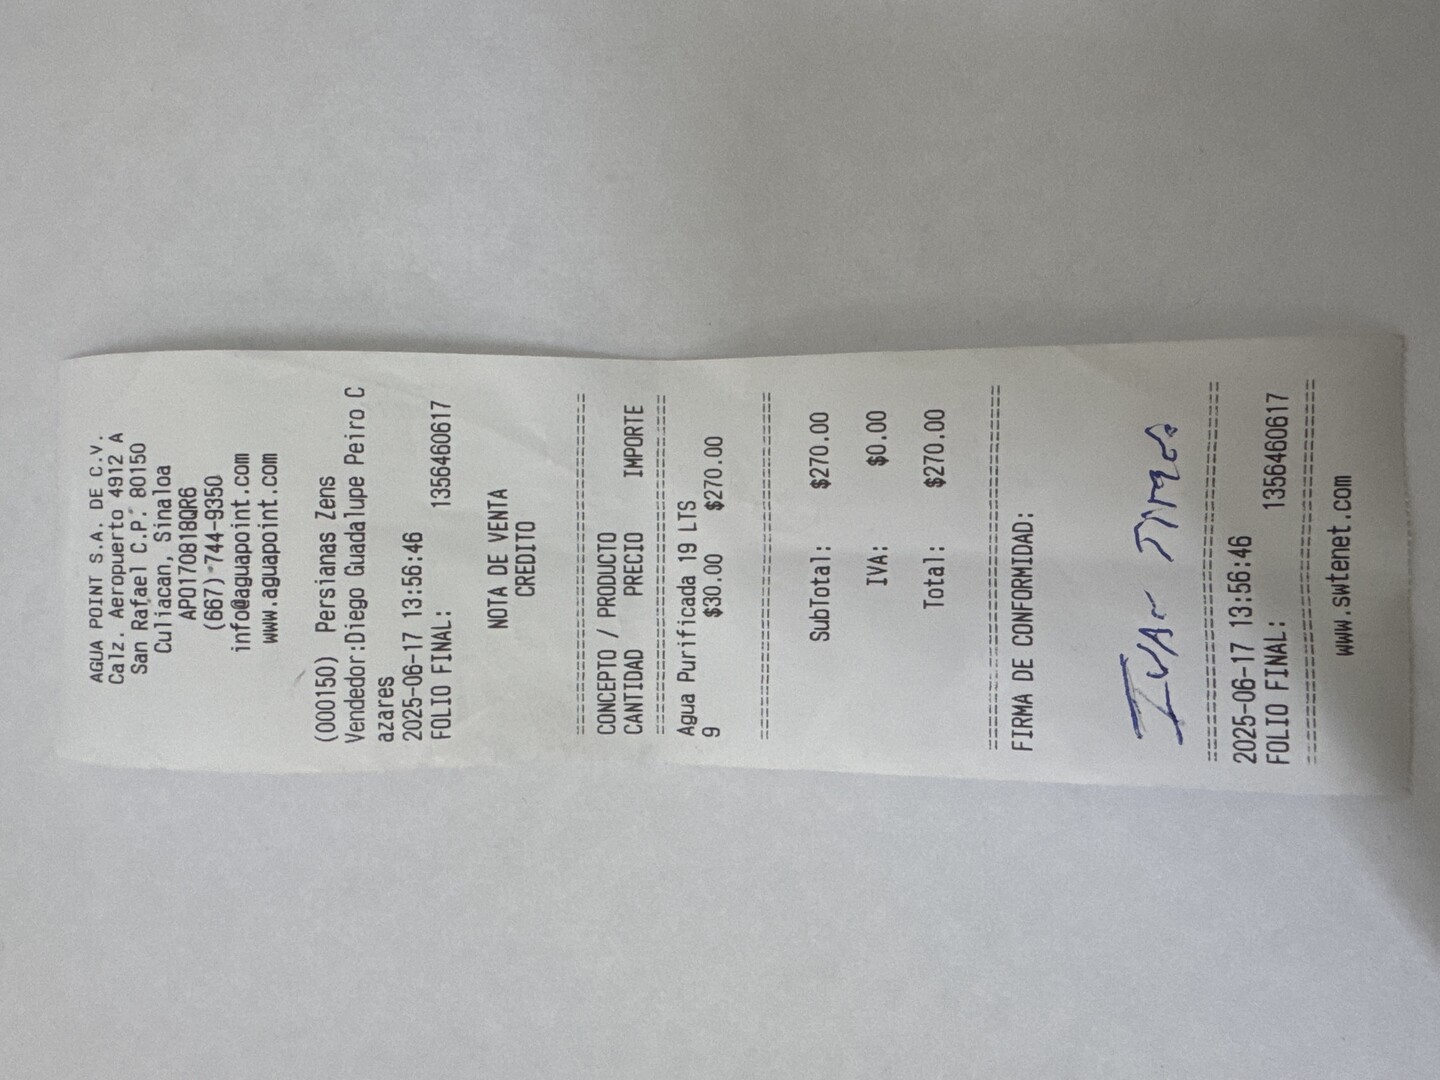 AGUA POINT S.A. DE C.V.
Calz. Aeropuerto 4912 A
San Rafael C.P. 80150
Culiacan, Sinaloa
APO170818QR6
(667)-744-9350
info@aguapoint.com
www.aguapoint.com
(000150) Persianas Zens
Vendedor:Diego Guadalupe Peiro C
azares
2025-06-17 13:56:46
FOLIO FINAL: 1356460617
NOTA DE VENTA
CREDITO
================================
CONCEPTO / PRODUCTO
CANTIDAD PRECIO IMPORTE
================================
Agua Purificada 19 LTS
9 $30.00 $270.00
================================
SubTotal: $270.00
IVA: $0.00
Total: $270.00
================================
FIRMA DE CONFORMIDAD:
Ivan
================================
2025-06-17 13:56:46
FOLIO FINAL: 1356460617
================================
www.swtenet.com